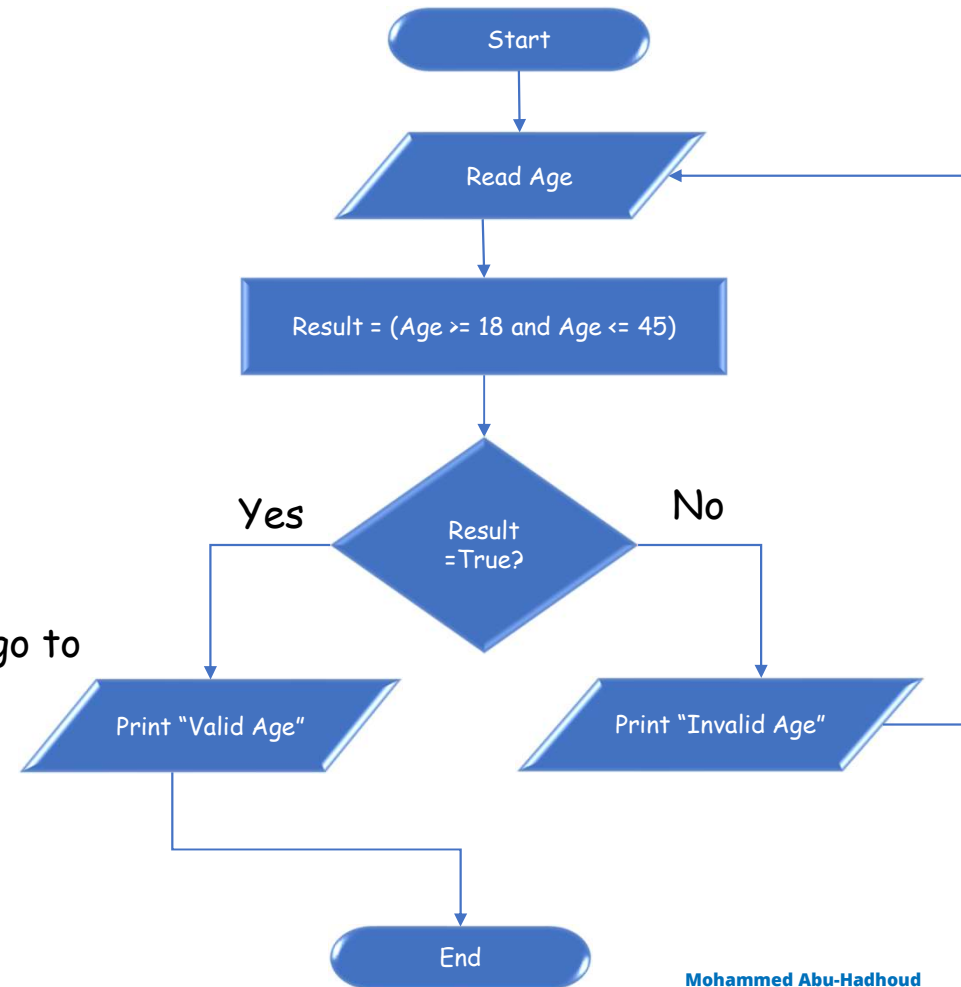 Start
Read Age
Result = (Age >= 18 and Age <= 45)
Yes
No
Result
=True?
go to
Print “Valid Age”
Print “Invalid Age”
End
Mohammed Abu-Hadhoud